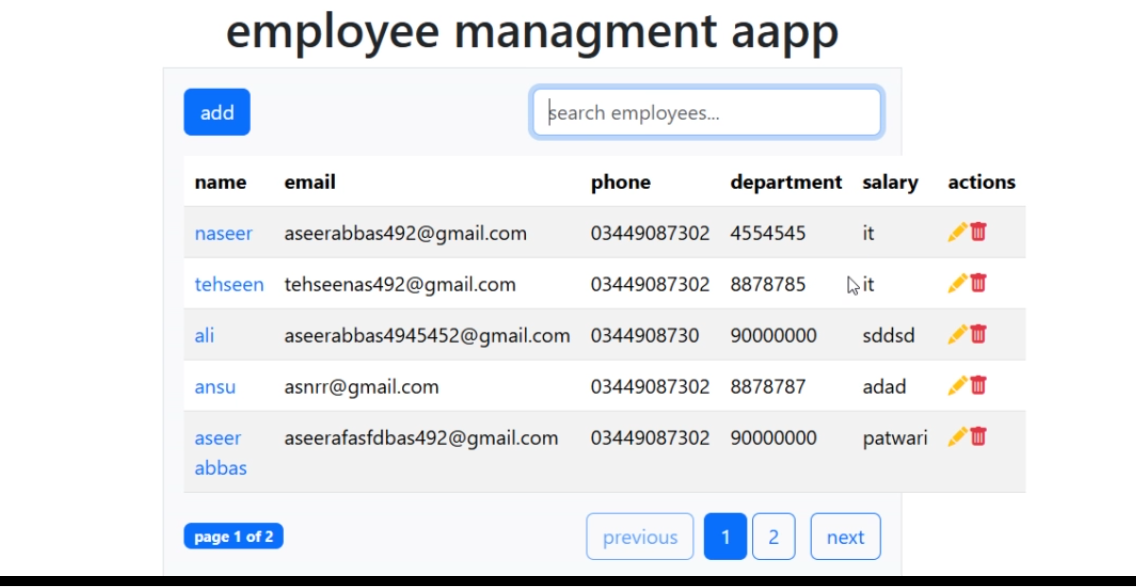 employee managment aapp
add search employees...
name email phone department salary actions
naseer aseerabbas492@gmail.com 03449087302 4554545 it
tehseen tehseenas492@gmail.com 03449087302 8878785 it
ali aseerabbas4945452@gmail.com 0344908730 90000000 sddsd
ansu asnrr@gmail.com 03449087302 8878787 adad
aseer aseerafasfdbas492@gmail.com 03449087302 90000000 patwari
abbas
page 1 of 2 previous 1 2 next